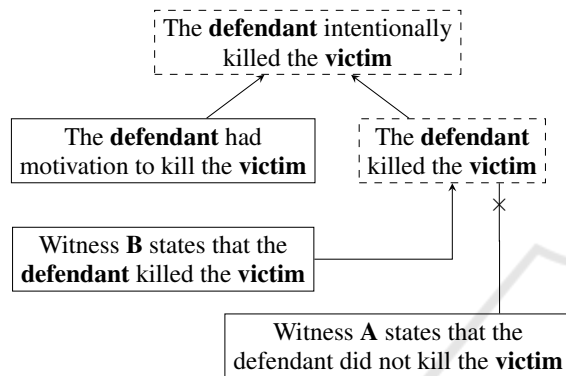 The defendant intentionally
killed the victim
The defendant had
motivation to kill the victim
The defendant
killed the victim
Witness B states that the
defendant killed the victim
Witness A states that the
defendant did not kill the victim